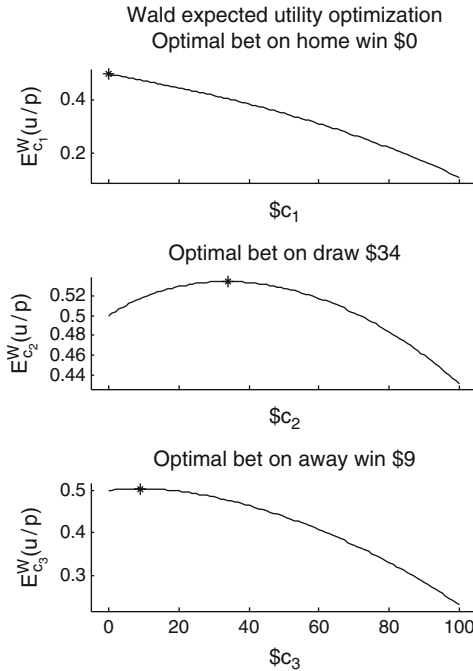 Wald expected utility optimization
Optimal bet on home win $0
0.4
0.2
E^W_{c_1}(u/p)
$c_1
Optimal bet on draw $34
0.52
0.5
0.48
0.46
0.44
E^W_{c_2}(u/p)
$c_2
Optimal bet on away win $9
0.5
0.4
0.3
E^W_{c_3}(u/p)
0 20 40 60 80 100
$c_3